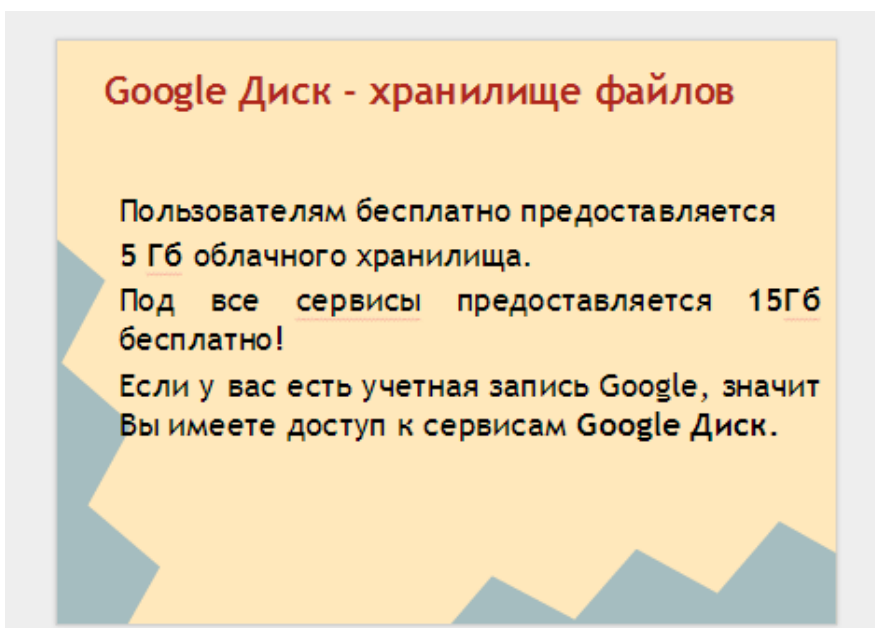 Google Диск - хранилище файлов
Пользователям бесплатно предоставляется
5 Гб облачного хранилища.
Под все сервисы предоставляется 15Гб
бесплатно!
Если у вас есть учетная запись Google, значит
Вы имеете доступ к сервисам Google Диск.